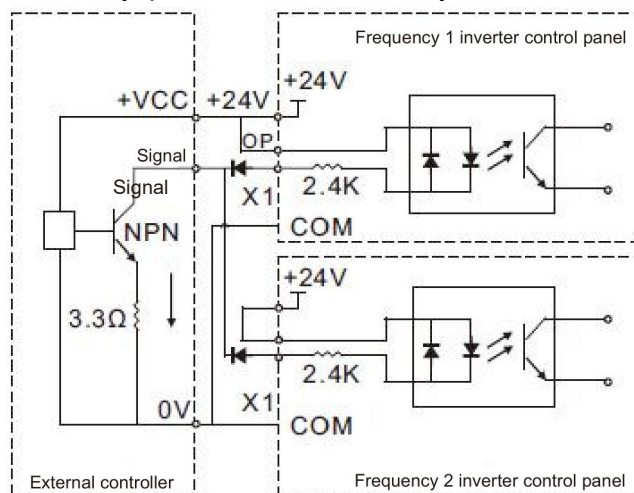 Frequency 1 inverter control panel
+24V
+VCC
+24V
OP
Signal
X1
2.4K
Signal
NPN
COM
+24V
3.3Ω
2.4K
X1
0V
COM
External controller
Frequency 2 inverter control panel